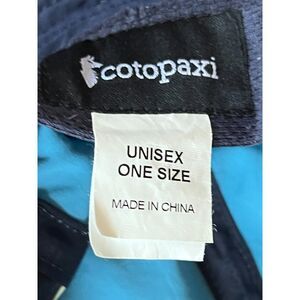 cotopaxi
UNISEX
ONE SIZE
MADE IN CHINA